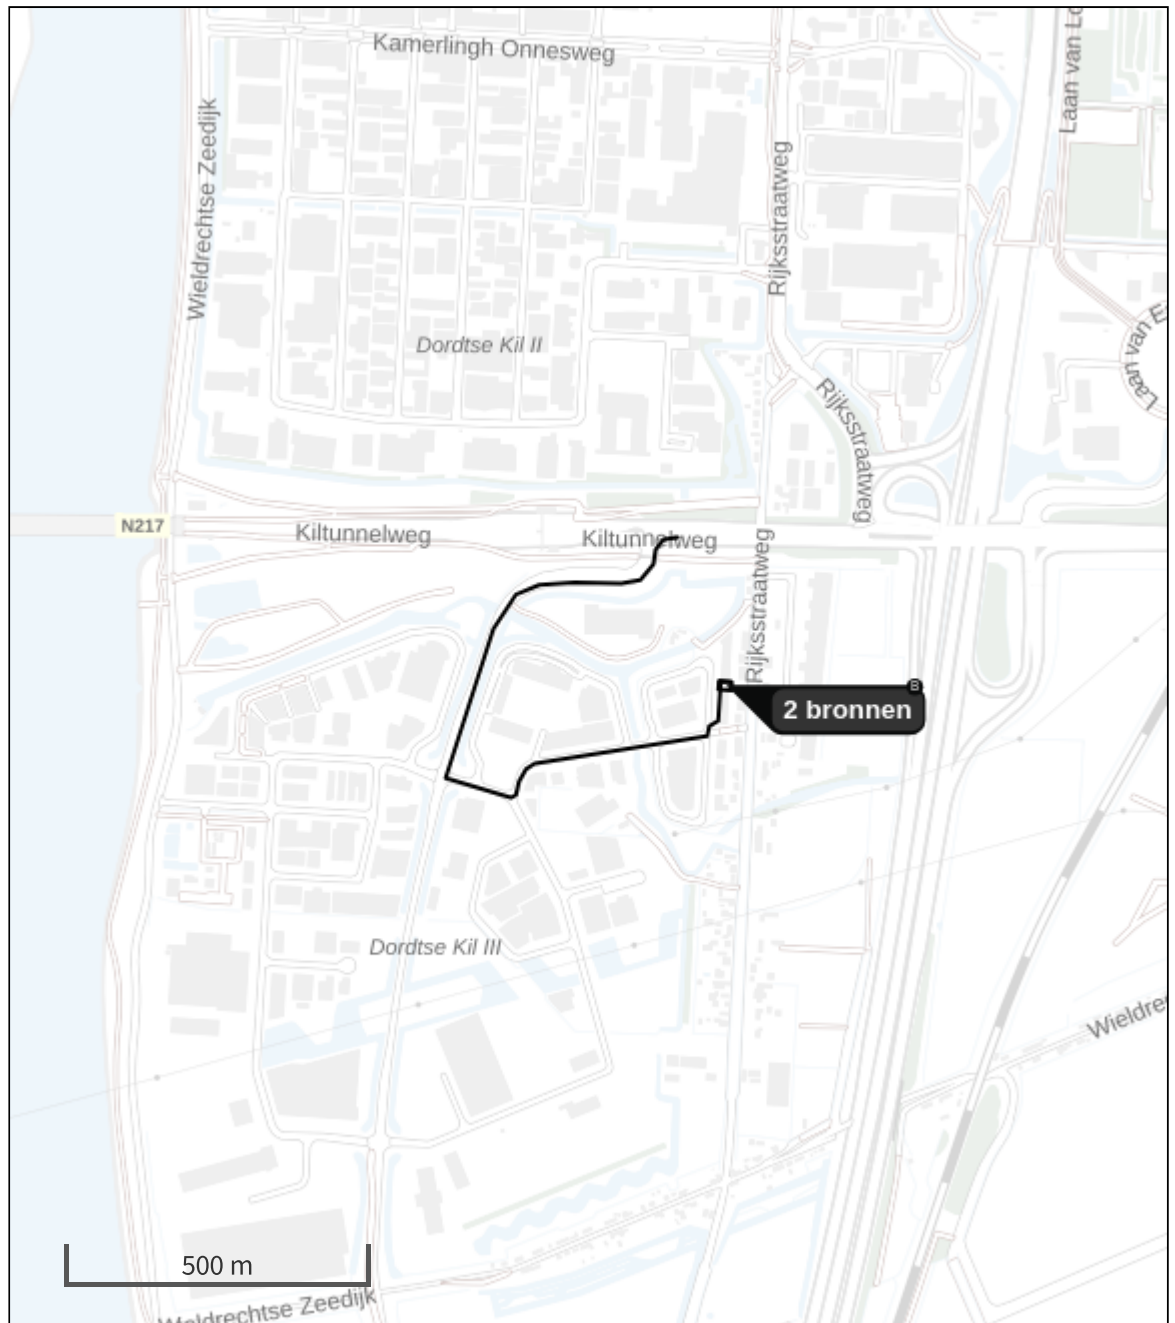 Kamerlingh Onnesweg
Laan van Lo
Wieldrechtse Zeedijk
Rijksstraatweg
Dordtse Kil II
Laan van E
Rijksstraatweg
N217
Kiltunnelweg
Kiltunnelweg
Rijksstraatweg
B
2 bronnen
Dordtse Kil III
Wieldre
500 m
Weldrechtse Zeedijk